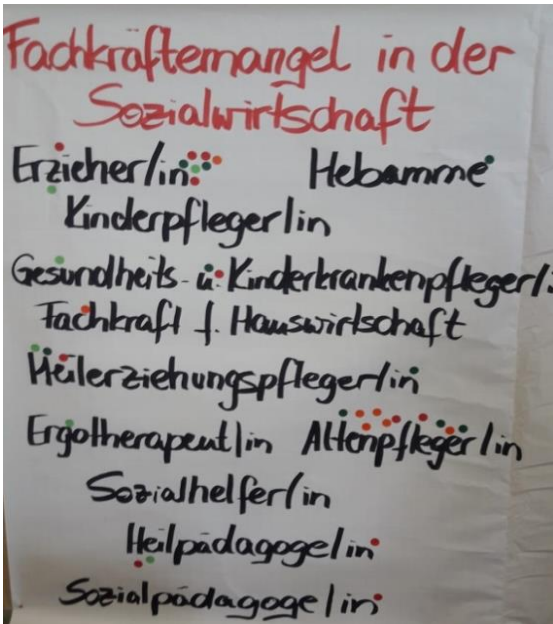 Fachkräftemangel in der
Sozialwirtschaft
Erzieher/in Hebamme
Kinderpfleger/in
Gesundheits- u. Kinderkrankenpfleger/i
Fachkraft f. Hauswirtschaft
Heilerziehungspfleger/in
Ergotherapeut/in Altenpfleger/in
Sozialhelfer/in
Heilpädagoge/in
Sozialpädagoge/in